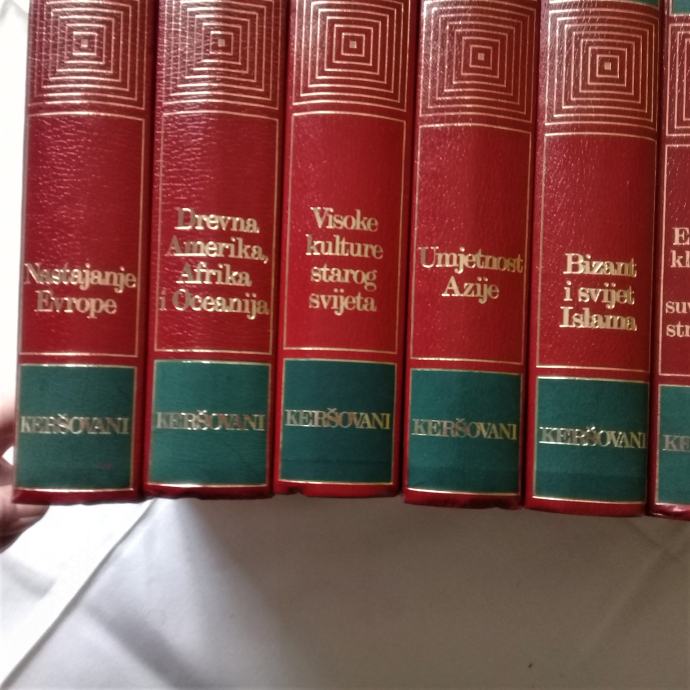 Nastajanje
Evrope
KERŠOVANI
Drevna
Amerika,
Afrika
i Oceanija
KERŠOVANI
Visoke
kulture
starog
svijeta
KERŠOVANI
Umjetnost
Azije
KERŠOVANI
Bizant
i svijet
Islama
KERŠOVANI